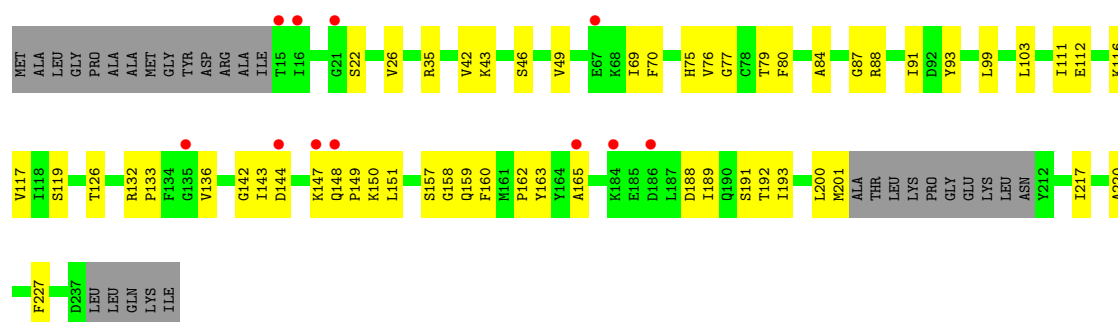 MET ALA LEU GLY PRO ALA ALA MET GLY TYR ASP ARG ALA ILE T15 I16 G21 S22 V26 R35 V42 K43 S46 V49 E67 K68 I69 F70 H75 V76 G77 C78 T79 F80 A84 G87 R88 I91 D92 Y93 L99 L103 I111 E112 K116
V117 I118 S119 T126 R132 P133 F134 G135 V136 G142 I143 D144 K147 Q148 P149 K150 L151 S157 G158 Q159 F160 M161 P162 Y163 Y164 A165 K184 E185 D186 L187 D188 I189 Q190 S191 T192 I193 L200 M201 ALA THR LEU LYS PRO GLY GLU LYS LEU ASN Y212 I217 A220
F227 D237 LEU LEU GLN LYS ILE